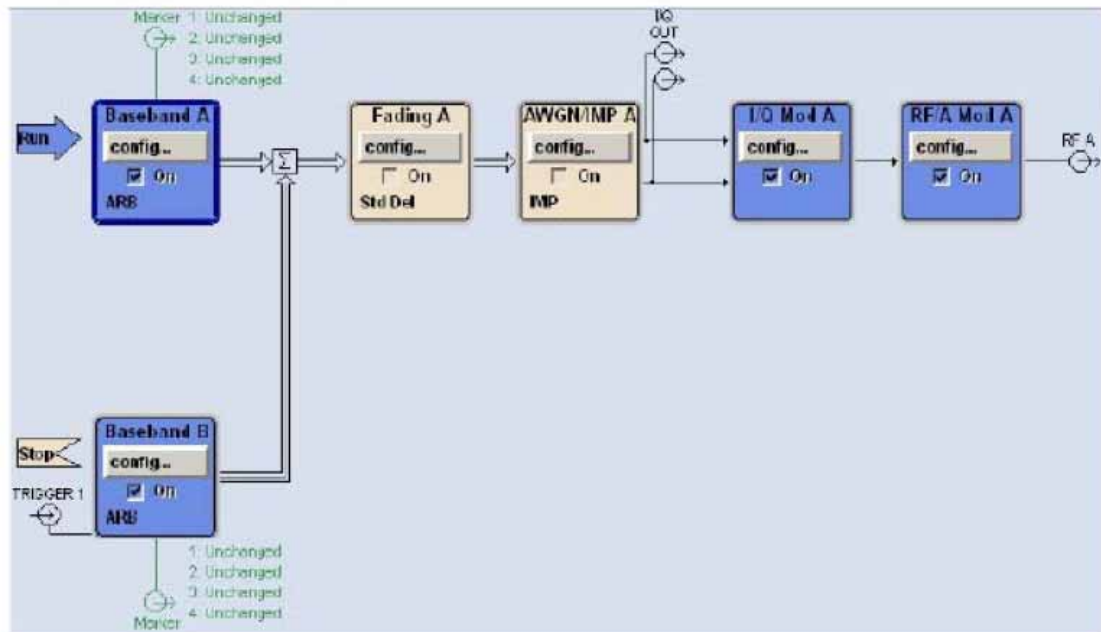 Marker 1: Unchanged
2: Unchanged
3: Unchanged
4: Unchanged
I/Q
OUT
Run
Baseband A
config...
On
ARB
Σ
Fading A
config...
On
Std Del
AWGN/IMP A
config...
On
IMP
I/Q Mod A
config...
On
RF/A Mod A
config...
On
RF A
Stop
TRIGGER 1
Baseband B
config...
On
ARB
1: Unchanged
2: Unchanged
3: Unchanged
Marker 4: Unchanged